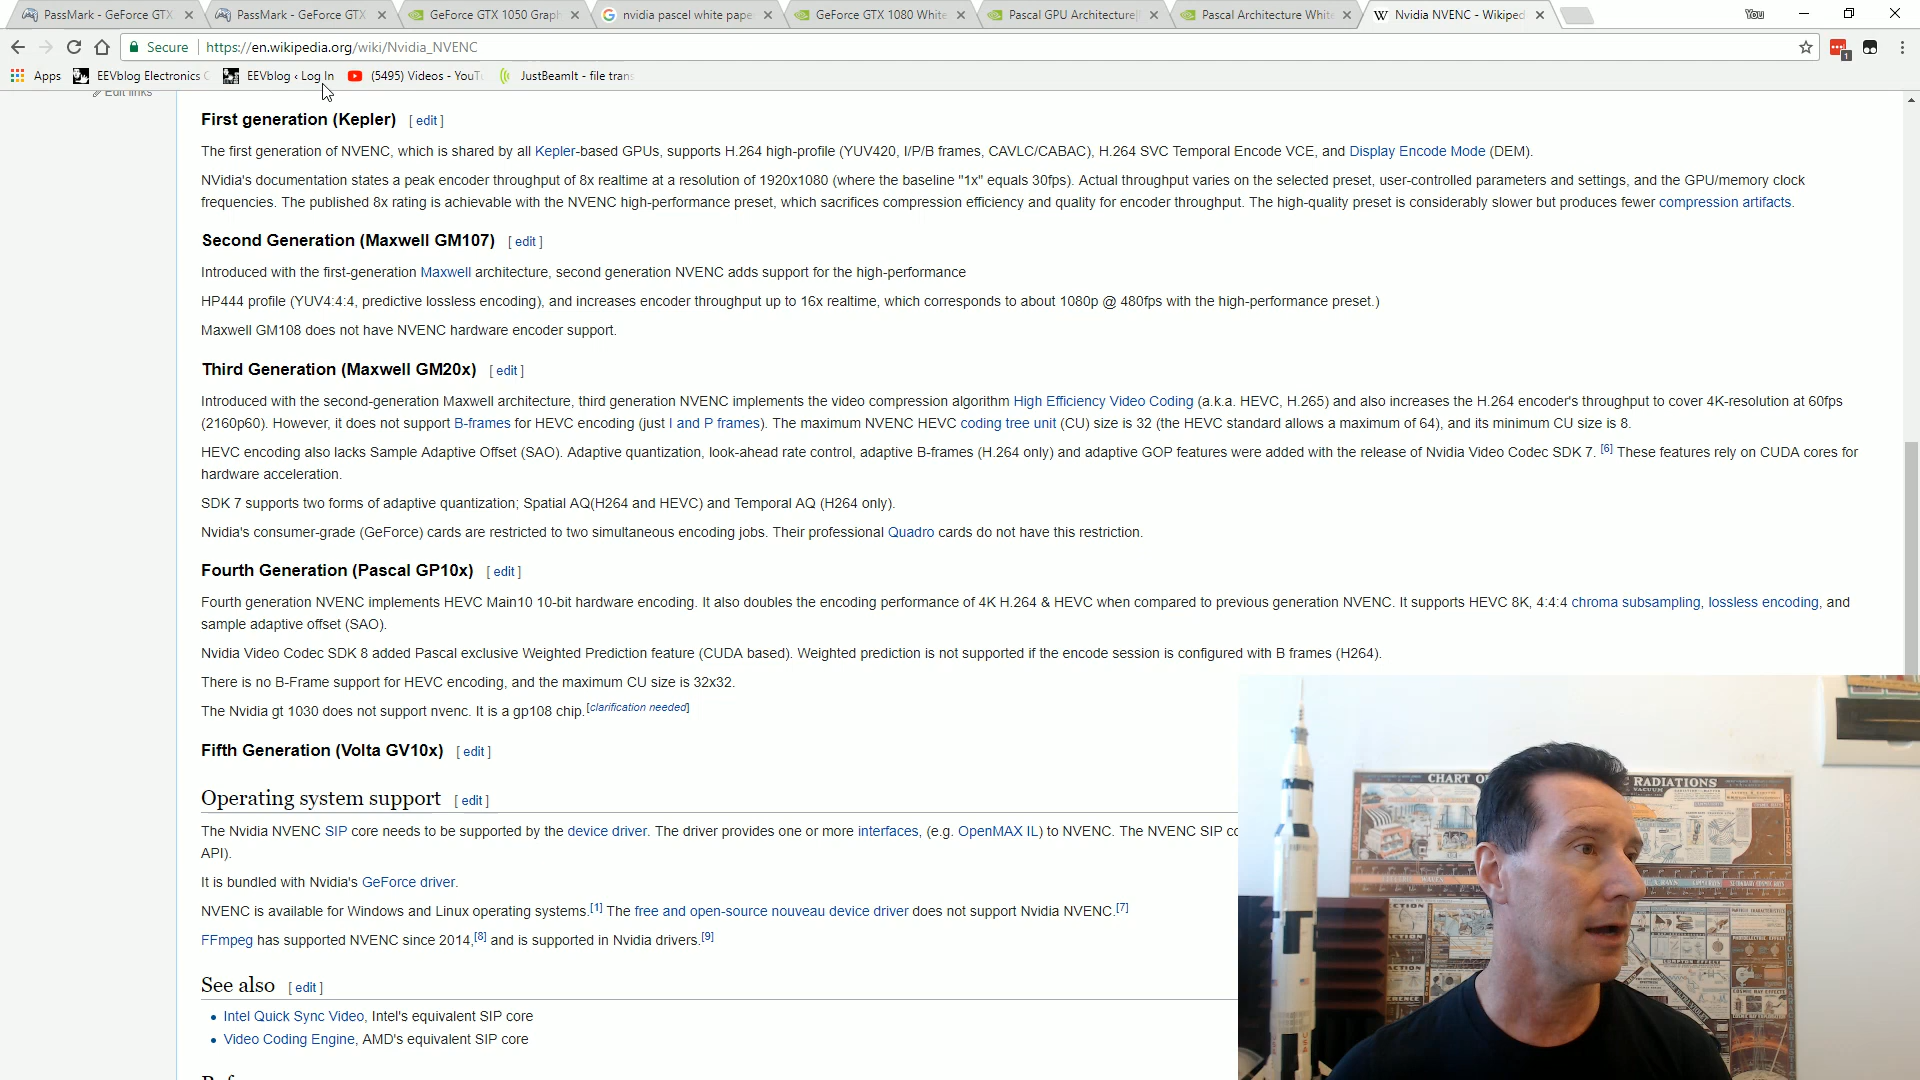 PassMark - GeForce GTX
PassMark - GeForce GTX
GeForce GTX 1050 Grap
nvidia pascel white pape
GeForce GTX 1080 White
Pascal GPU Architecture
Pascal Architecture White
Nvidia NVENC - Wikiped
You
Secure
https://en.wikipedia.org/wiki/Nvidia_NVENC
1
Apps
EEVblog Electronics C
EEVblog ‹ Log In
(5495) Videos - YouT
JustBeamIt - file trans
Edit links
First generation (Kepler) [ edit ]
The first generation of NVENC, which is shared by all Kepler-based GPUs, supports H.264 high-profile (YUV420, I/P/B frames, CAVLC/CABAC), H.264 SVC Temporal Encode VCE, and Display Encode Mode (DEM).
NVidia's documentation states a peak encoder throughput of 8x realtime at a resolution of 1920x1080 (where the baseline "1x" equals 30fps). Actual throughput varies on the selected preset, user-controlled parameters and settings, and the GPU/memory clock
frequencies. The published 8x rating is achievable with the NVENC high-performance preset, which sacrifices compression efficiency and quality for encoder throughput. The high-quality preset is considerably slower but produces fewer compression artifacts.
Second Generation (Maxwell GM107) [ edit ]
Introduced with the first-generation Maxwell architecture, second generation NVENC adds support for the high-performance
HP444 profile (YUV4:4:4, predictive lossless encoding), and increases encoder throughput up to 16x realtime, which corresponds to about 1080p @ 480fps with the high-performance preset.)
Maxwell GM108 does not have NVENC hardware encoder support.
Third Generation (Maxwell GM20x) [ edit ]
Introduced with the second-generation Maxwell architecture, third generation NVENC implements the video compression algorithm High Efficiency Video Coding (a.k.a. HEVC, H.265) and also increases the H.264 encoder's throughput to cover 4K-resolution at 60fps
(2160p60). However, it does not support B-frames for HEVC encoding (just I and P frames). The maximum NVENC HEVC coding tree unit (CU) size is 32 (the HEVC standard allows a maximum of 64), and its minimum CU size is 8.
HEVC encoding also lacks Sample Adaptive Offset (SAO). Adaptive quantization, look-ahead rate control, adaptive B-frames (H.264 only) and adaptive GOP features were added with the release of Nvidia Video Codec SDK 7. [6] These features rely on CUDA cores for
hardware acceleration.
SDK 7 supports two forms of adaptive quantization; Spatial AQ(H264 and HEVC) and Temporal AQ (H264 only).
Nvidia's consumer-grade (GeForce) cards are restricted to two simultaneous encoding jobs. Their professional Quadro cards do not have this restriction.
Fourth Generation (Pascal GP10x) [ edit ]
Fourth generation NVENC implements HEVC Main10 10-bit hardware encoding. It also doubles the encoding performance of 4K H.264 & HEVC when compared to previous generation NVENC. It supports HEVC 8K, 4:4:4 chroma subsampling, lossless encoding, and
sample adaptive offset (SAO).
Nvidia Video Codec SDK 8 added Pascal exclusive Weighted Prediction feature (CUDA based). Weighted prediction is not supported if the encode session is configured with B frames (H264).
There is no B-Frame support for HEVC encoding, and the maximum CU size is 32x32.
The Nvidia gt 1030 does not support nvenc. It is a gp108 chip.[clarification needed]
Fifth Generation (Volta GV10x) [ edit ]
Operating system support [ edit ]
The Nvidia NVENC SIP core needs to be supported by the device driver. The driver provides one or more interfaces, (e.g. OpenMAX IL) to NVENC. The NVENC SIP co
API).
It is bundled with Nvidia's GeForce driver.
NVENC is available for Windows and Linux operating systems.[1] The free and open-source nouveau device driver does not support Nvidia NVENC.[7]
FFmpeg has supported NVENC since 2014,[8] and is supported in Nvidia drivers.[9]
See also [ edit ]
Intel Quick Sync Video, Intel's equivalent SIP core
Video Coding Engine, AMD's equivalent SIP core
CHART O
RADIATIONS
VACUUM